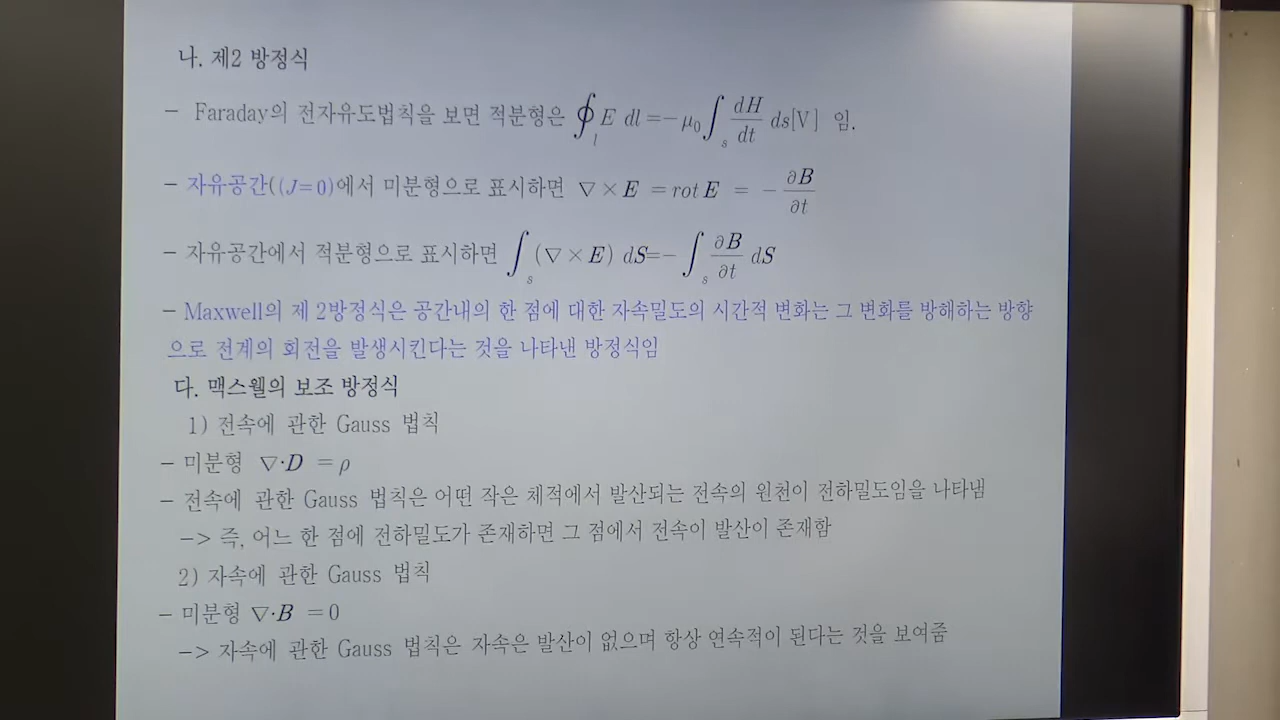 나. 제2 방정식
- Faraday의 전자유도법칙을 보면 적분형은 ∮_l E dl = -μ₀ ∫_s dH/dt ds[V] 임.
- 자유공간((J=0)에서 미분형으로 표시하면 ∇×E = rot E = - ∂B/∂t
- 자유공간에서 적분형으로 표시하면 ∫_s (∇×E) dS=- ∫_s ∂B/∂t dS
- Maxwell의 제 2방정식은 공간내의 한 점에 대한 자속밀도의 시간적 변화는 그 변화를 방해하는 방향
으로 전계의 회전을 발생시킨다는 것을 나타낸 방정식임
다. 맥스웰의 보조 방정식
1) 전속에 관한 Gauss 법칙
- 미분형 ∇·D = ρ
- 전속에 관한 Gauss 법칙은 어떤 작은 체적에서 발산되는 전속의 원천이 전하밀도임을 나타냄
-> 즉, 어느 한 점에 전하밀도가 존재하면 그 점에서 전속이 발산이 존재함
2) 자속에 관한 Gauss 법칙
- 미분형 ∇·B = 0
-> 자속에 관한 Gauss 법칙은 자속은 발산이 없으며 항상 연속적이 된다는 것을 보여줌